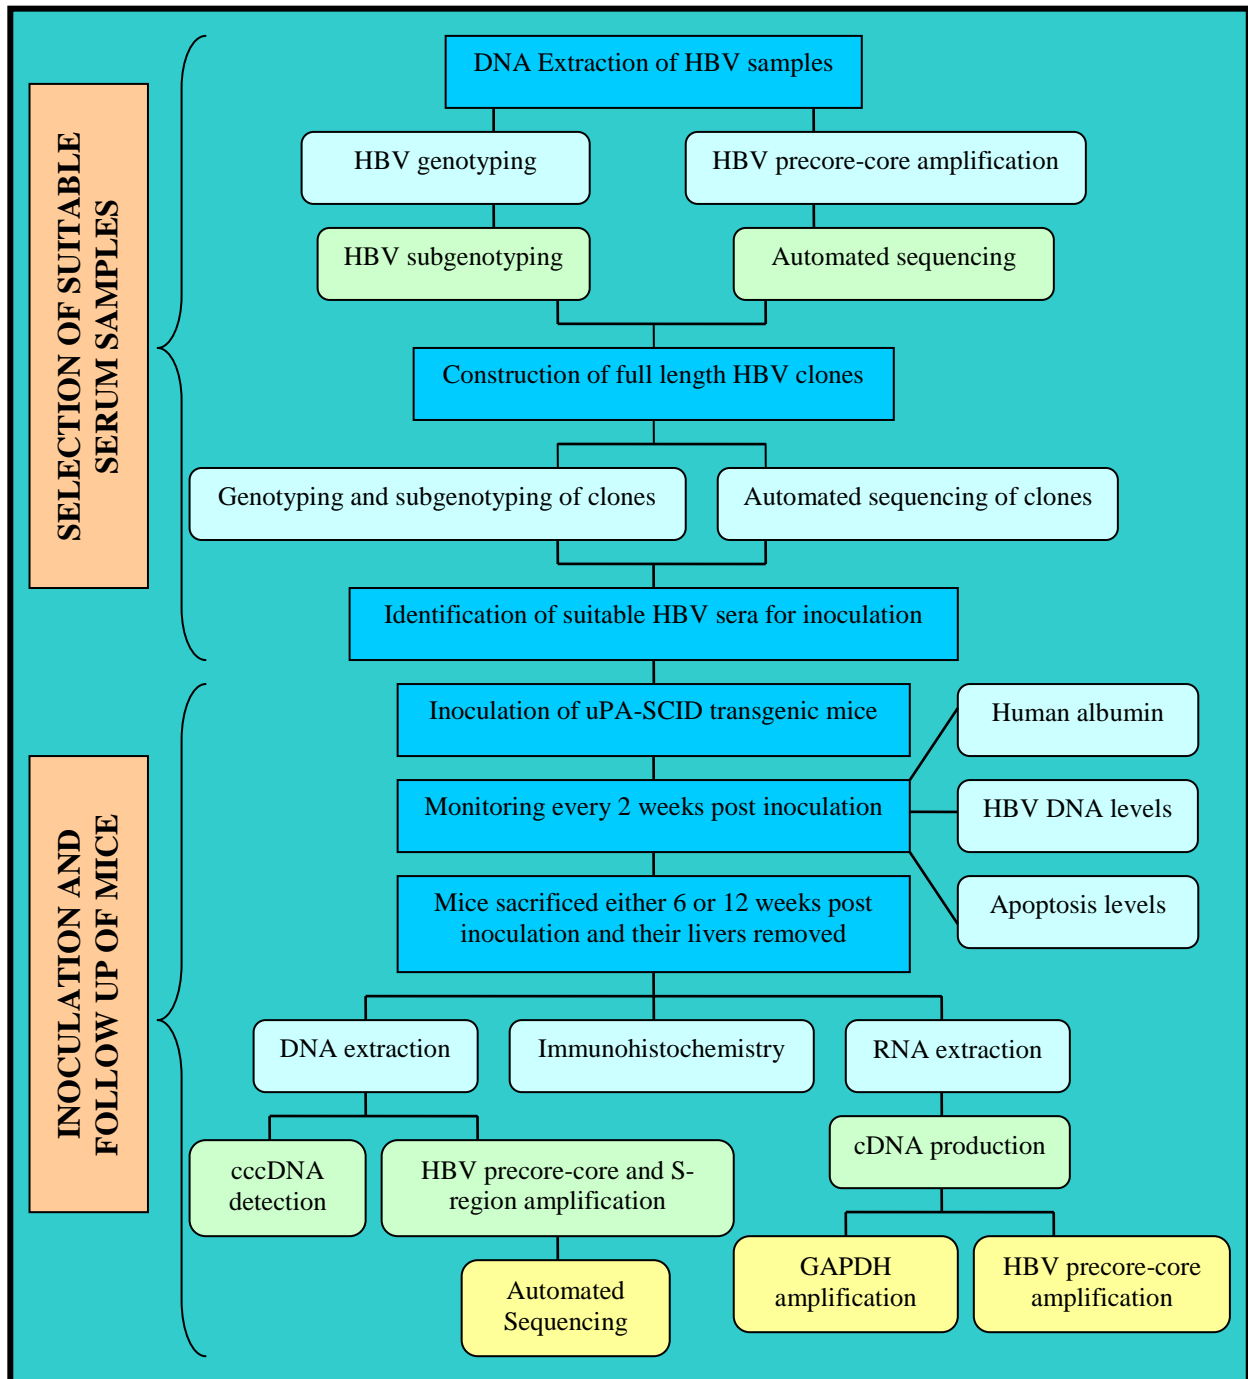 SELECTION OF SUITABLE
SERUM SAMPLES
DNA Extraction of HBV samples
HBV genotyping
HBV precore-core amplification
HBV subgenotyping
Automated sequencing
Construction of full length HBV clones
Genotyping and subgenotyping of clones
Automated sequencing of clones
Identification of suitable HBV sera for inoculation
INOCULATION AND
FOLLOW UP OF MICE
Inoculation of uPA-SCID transgenic mice
Human albumin
Monitoring every 2 weeks post inoculation
HBV DNA levels
Mice sacrificed either 6 or 12 weeks post
inoculation and their livers removed
Apoptosis levels
DNA extraction
Immunohistochemistry
RNA extraction
cccDNA
detection
HBV precore-core and S-
region amplification
cDNA production
Automated
Sequencing
GAPDH
amplification
HBV precore-core
amplification